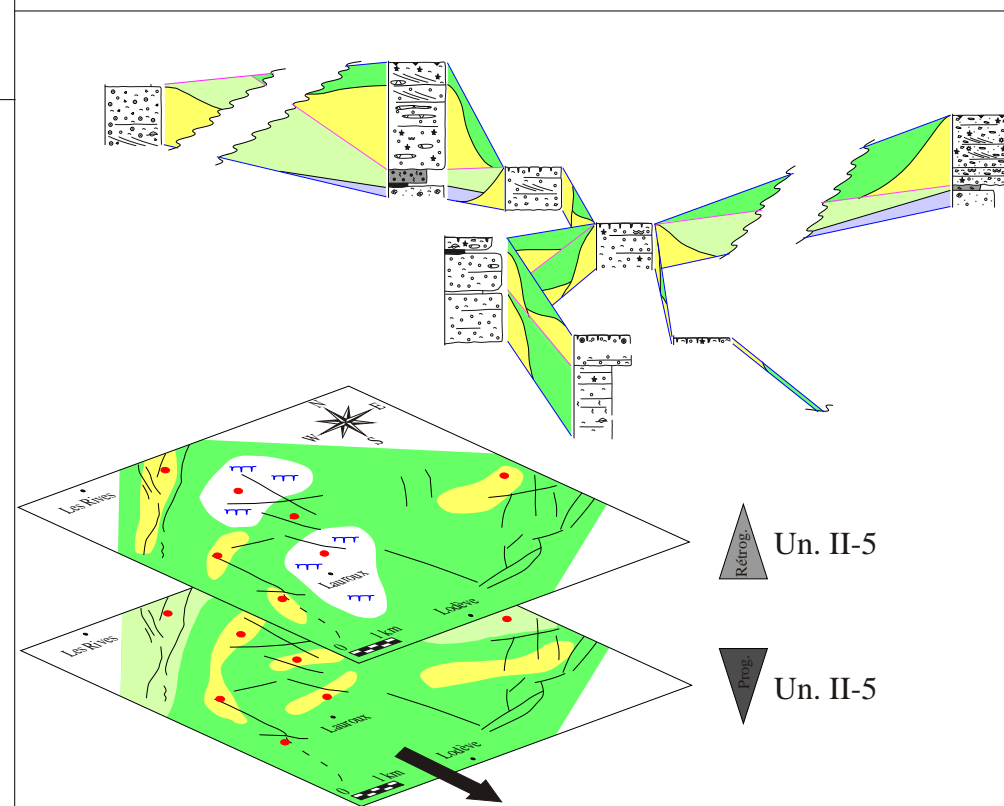 N
E
W
S
Les Rives
Lauroux
Lodève
0
1 km
Rétrog.
Un. II-5
Les Rives
Lauroux
Lodève
0
1 km
Prog.
Un. II-5